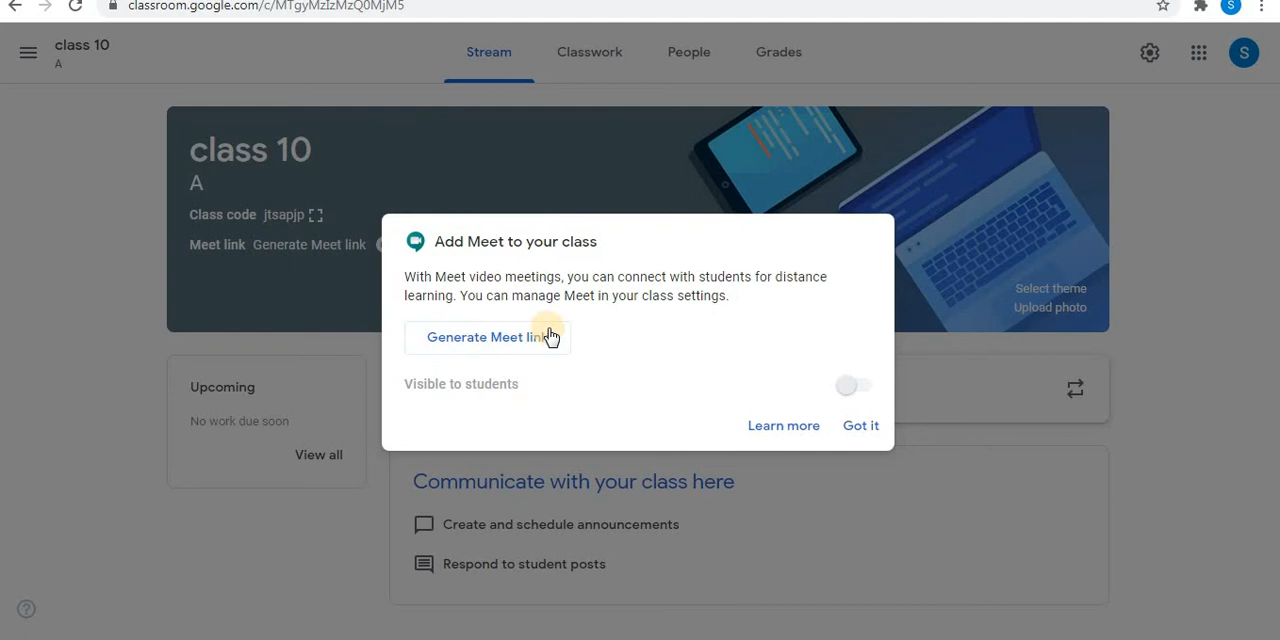 classroom.google.com/c/MTgyMzIzMzQ0MjM5
S
class 10
A
Stream
Classwork
People
Grades
S
class 10
A
Class code jtsapjp
Meet link Generate Meet link
Select theme
Upload photo
Add Meet to your class
With Meet video meetings, you can connect with students for distance
learning. You can manage Meet in your class settings.
Generate Meet link
Visible to students
Learn more
Got it
Upcoming
No work due soon
View all
Communicate with your class here
Create and schedule announcements
Respond to student posts
?